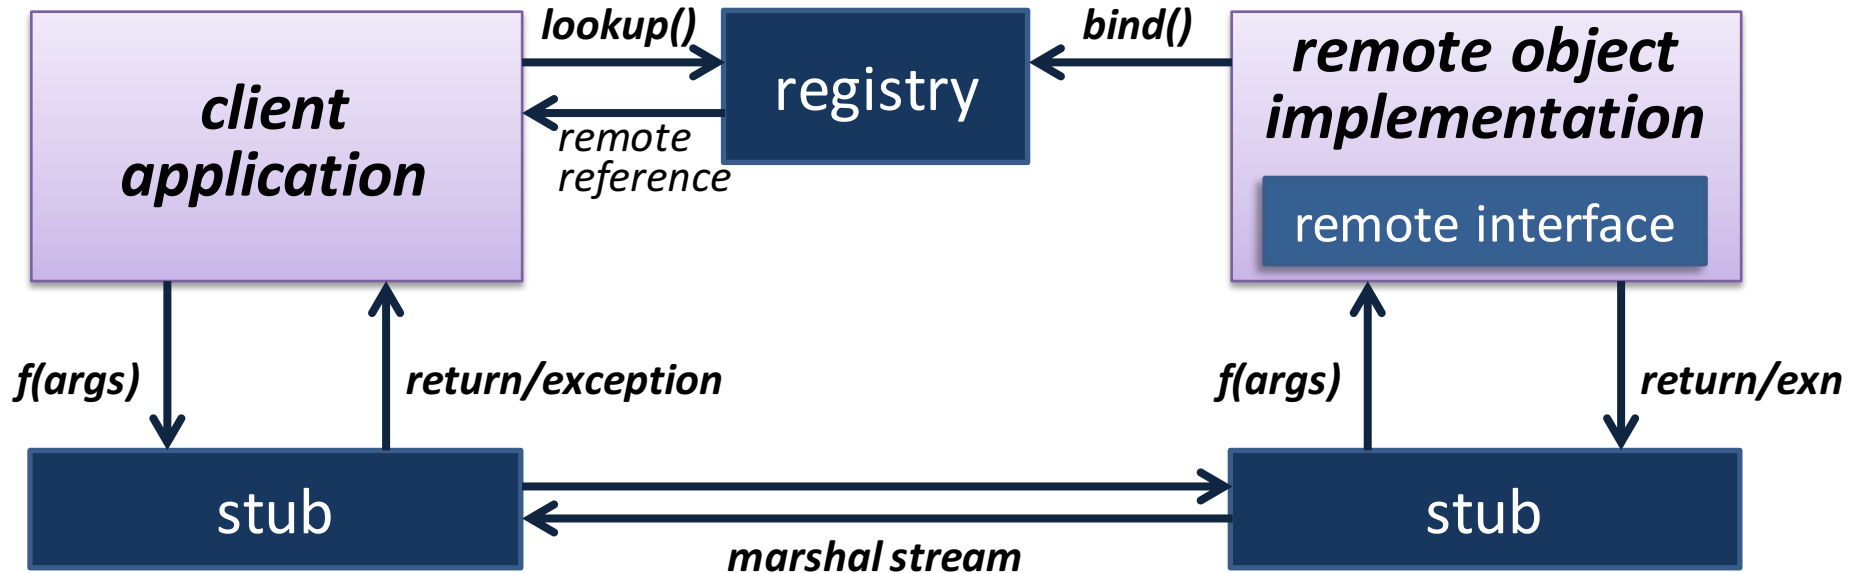 client
application
lookup()
remote
reference
registry
bind()
remote object
implementation
remote interface
f(args)
return/exception
f(args)
return/exn
stub
marshal stream
stub